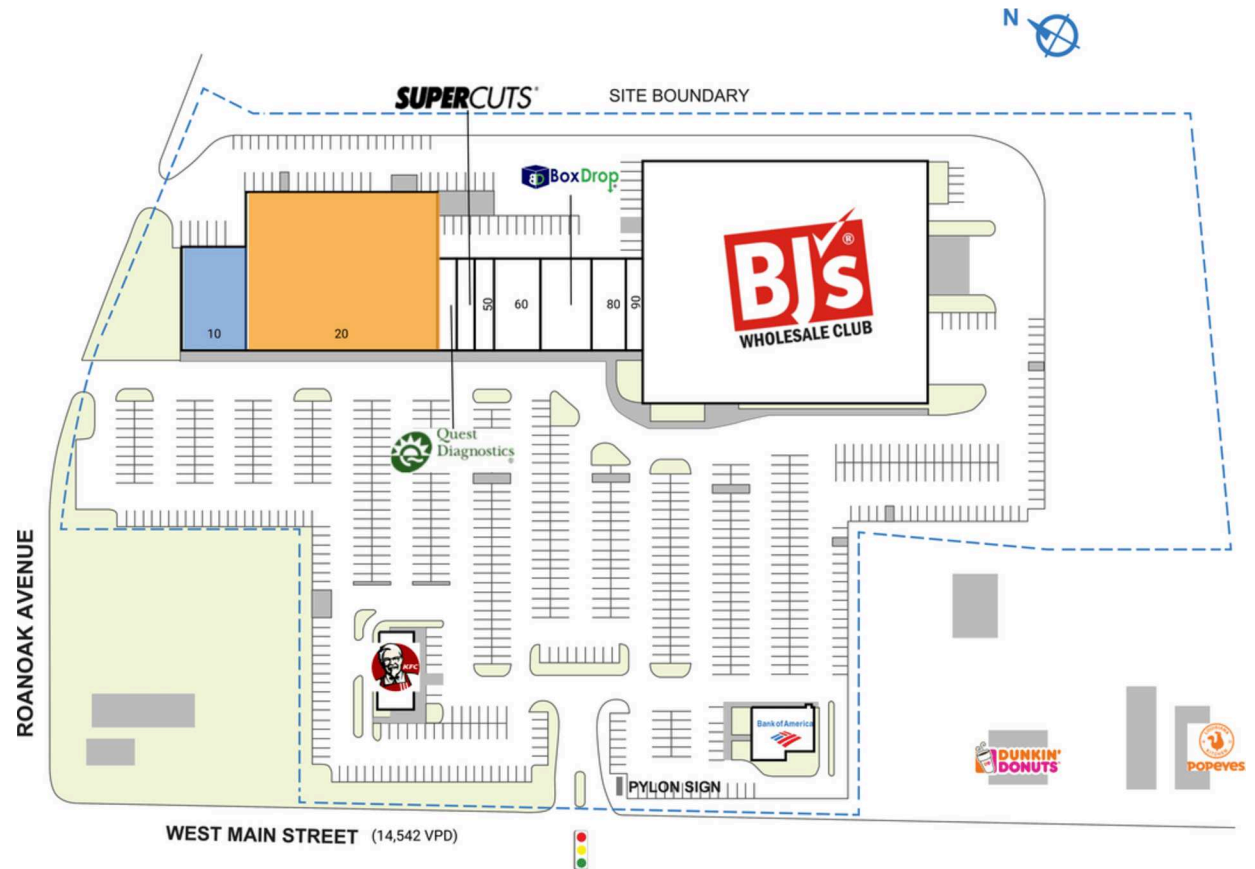 N
SUPERCUTS®
SITE BOUNDARY
BoxDrop
BJ's®
WHOLESALE CLUB
10
20
50
60
80
90
Quest
Diagnostics®
ROANOAK AVENUE
KFC
Bank of America
DUNKIN'
DONUTS
POPEYES
PYLON SIGN
WEST MAIN STREET (14,542 VPD)